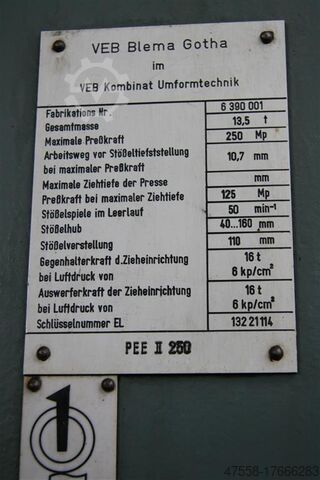 VEB Blema Gotha
im
VEB Kombinat Umformtechnik
Fabrikations Nr. 6 390 001
Gesamtmasse 13,5 t
Maximale Preßkraft 250 Mp
Arbeitsweg vor Stößeltiefststellung
bei maximaler Preßkraft 10,7 mm
Maximale Ziehtiefe der Presse mm
Preßkraft bei maximaler Ziehtiefe 125 Mp
Stößelspiele im Leerlauf 50 min⁻¹
Stößelhub 40...160 mm
Stößelverstellung 110 mm
Gegenhalterkraft d. Zieheinrichtung 16 t
bei Luftdruck von 6 kp/cm²
Auswerferkraft der Zieheinrichtung 16 t
bei Luftdruck von 6 kp/cm²
Schlüsselnummer EL 132 21 114
PEE II 250
1
47558-17666283